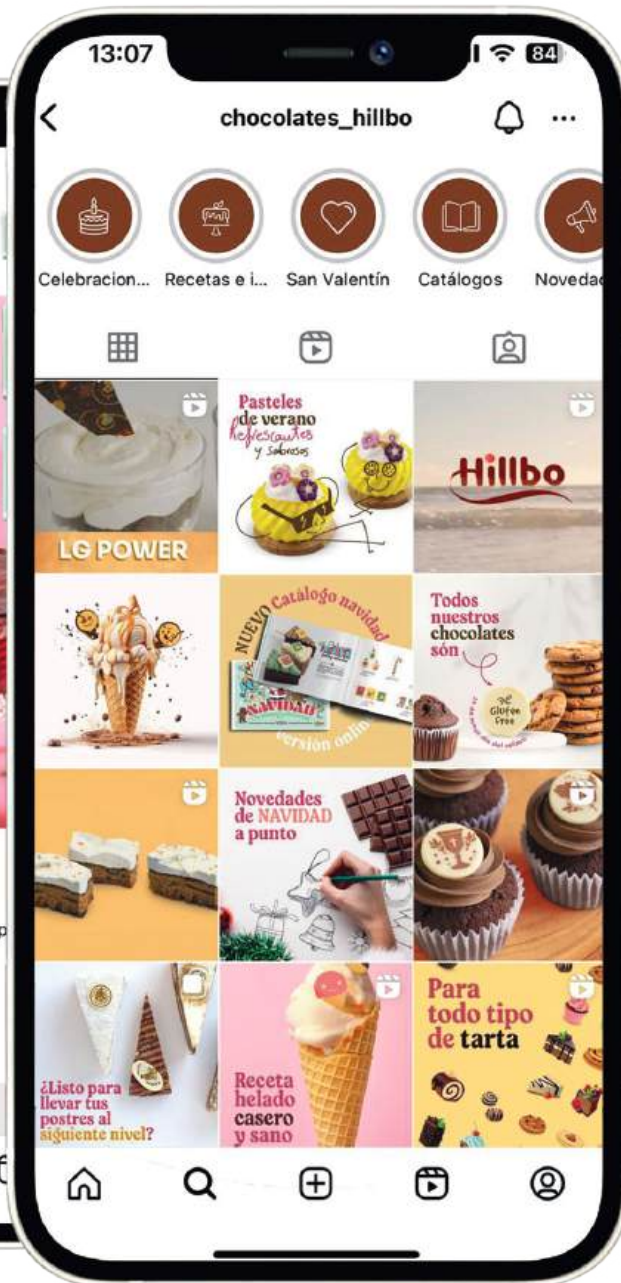 13:07
84
chocolates_hillbo
Celebracion...
Recetas e i...
San Valentín
Catálogos
Noveda
LG POWER
Pasteles
de verano
Refrescantes
y Sabrosos
Hillbo
NUEVO Catálogo navidad
NAVIDAD
versión onlin
Todos
nuestros
chocolates
són
Gluten
Free
Novedades
de NAVIDAD
a punto
1
¿Listo para
llevar tus
postres al
siguiente nivel?
Receta
helado
casero
y sano
Para
todo tipo
de tarta